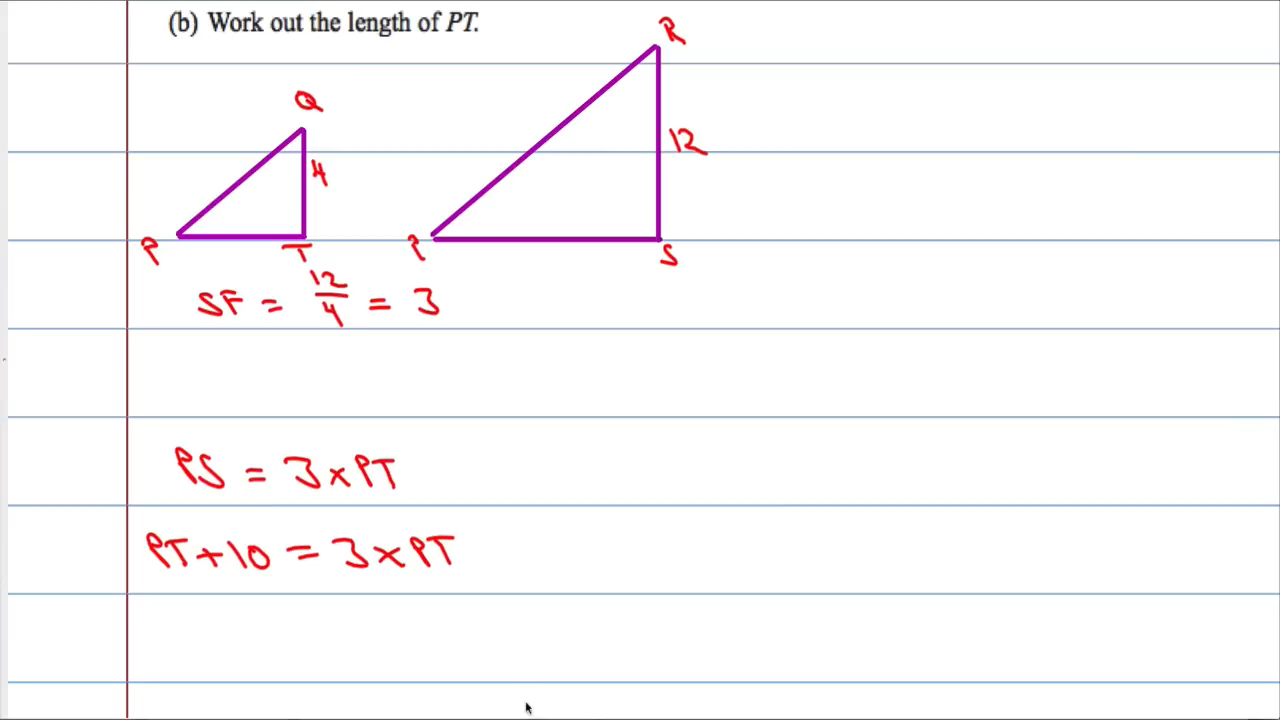 (b) Work out the length of PT.
R
Q
12
4
P
T
P
S
SF = 12/4 = 3
PS = 3 × PT
PT + 10 = 3 × PT